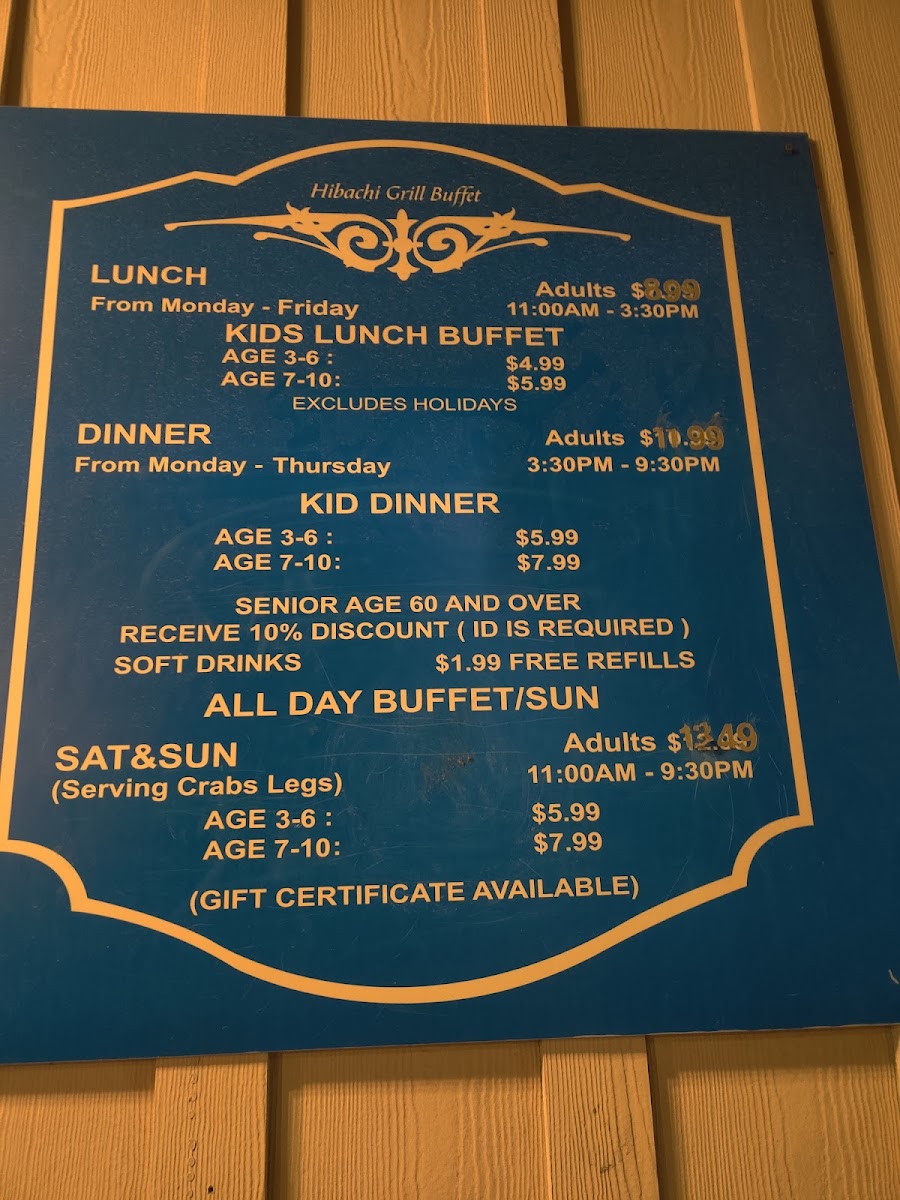 Hibachi Grill Buffet
LUNCH Adults $8.99
From Monday - Friday 11:00AM - 3:30PM
KIDS LUNCH BUFFET
AGE 3-6 : $4.99
AGE 7-10: $5.99
EXCLUDES HOLIDAYS
DINNER Adults $10.99
From Monday - Thursday 3:30PM - 9:30PM
KID DINNER
AGE 3-6 : $5.99
AGE 7-10: $7.99
SENIOR AGE 60 AND OVER
RECEIVE 10% DISCOUNT ( ID IS REQUIRED )
SOFT DRINKS $1.99 FREE REFILLS
ALL DAY BUFFET/SUN
SAT&SUN Adults
(Serving Crabs Legs) 11:00AM - 9:30PM
AGE 3-6 : $5.99
AGE 7-10: $7.99
(GIFT CERTIFICATE AVAILABLE)